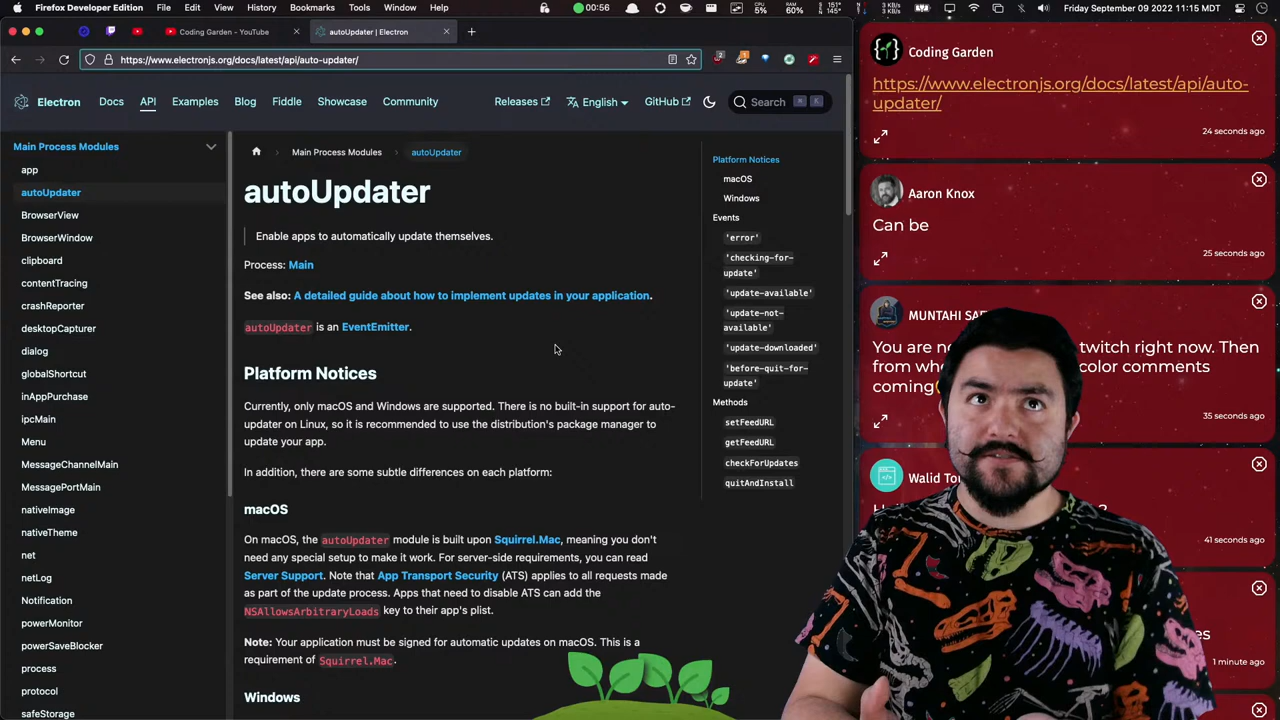 Firefox Developer Edition File Edit View History Bookmarks Tools Window Help
00:56
CPU 5% RAM 60% 15° 3 KB 3 KB
Friday September 09 2022 11:15 MDT
Coding Garden - YouTube
autoUpdater | Electron
https://www.electronjs.org/docs/latest/api/auto-updater/
Electron Docs API Examples Blog Fiddle Showcase Community Releases English GitHub Search ⌘ K
Main Process Modules
app
autoUpdater
BrowserView
BrowserWindow
clipboard
contentTracing
crashReporter
desktopCapturer
dialog
globalShortcut
inAppPurchase
ipcMain
Menu
MessageChannelMain
MessagePortMain
nativeImage
nativeTheme
net
netLog
Notification
powerMonitor
powerSaveBlocker
process
protocol
safeStorage
Main Process Modules autoUpdater
autoUpdater
Enable apps to automatically update themselves.
Process: Main
See also: A detailed guide about how to implement updates in your application.
autoUpdater is an EventEmitter.
Platform Notices
Currently, only macOS and Windows are supported. There is no built-in support for auto-
updater on Linux, so it is recommended to use the distribution's package manager to
update your app.
In addition, there are some subtle differences on each platform:
macOS
On macOS, the autoUpdater module is built upon Squirrel.Mac, meaning you don't
need any special setup to make it work. For server-side requirements, you can read
Server Support. Note that App Transport Security (ATS) applies to all requests made
as part of the update process. Apps that need to disable ATS can add the
NSAllowsArbitraryLoads key to their app's plist.
Note: Your application must be signed for automatic updates on macOS. This is a
requirement of Squirrel.Mac.
Windows
Platform Notices
macOS
Windows
Events
'error'
'checking-for-
update'
'update-available'
'update-not-
available'
'update-downloaded'
'before-quit-for-
update'
Methods
setFeedURL
getFeedURL
checkForUpdates
quitAndInstall
Coding Garden
https://www.electronjs.org/docs/latest/api/auto-
updater/
24 seconds ago
Aaron Knox
Can be
25 seconds ago
MUNTAHI
You are twitch right now. Then
from color comments
coming
35 seconds ago
Walid
41 seconds ago
1 minute ago